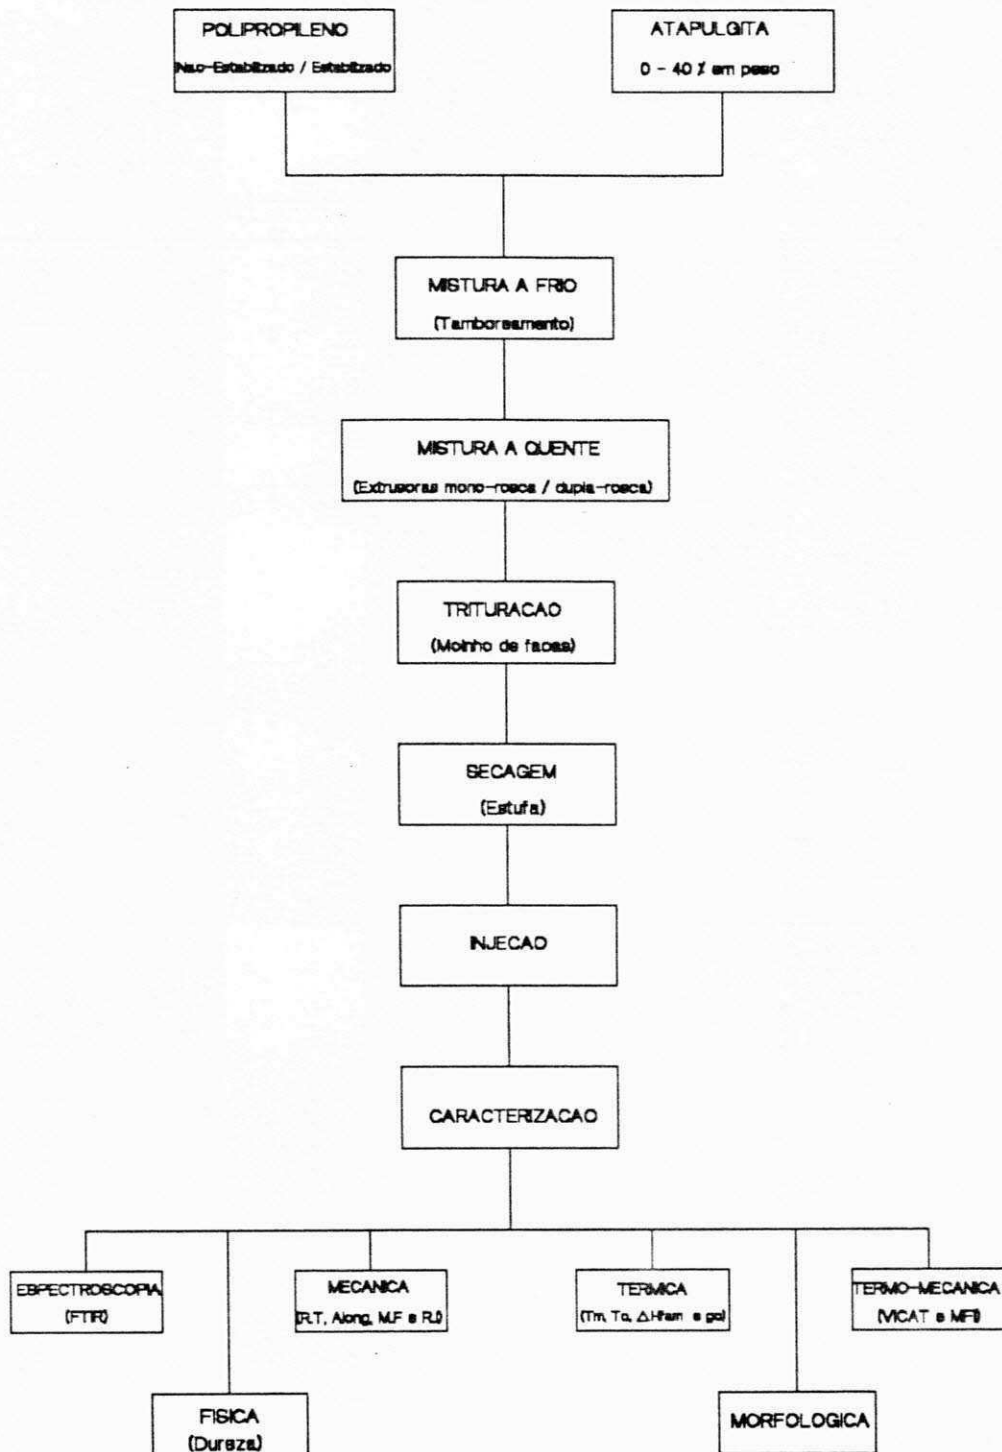 POLIPROPILENO
(Nao-Estabilizado / Estabilizado)
ATAPULGITA
0 - 40 % em peso
MISTURA A FRIO
(Tamboreamento)
MISTURA A QUENTE
(Extrusoras mono-rosca / dupla-rosca)
TRITURACAO
(Moinho de facas)
SECAGEM
(Estufa)
INJECAO
CARACTERIZACAO
ESPECTROSCOPIA
(FTIR)
MECANICA
(R.T, Along, M.F e R.I)
TERMICA
(Tm, Tc, e gc)
TERMO-MECANICA
(VICAT e MFI)
FISICA
(Dureza)
MORFOLOGICA